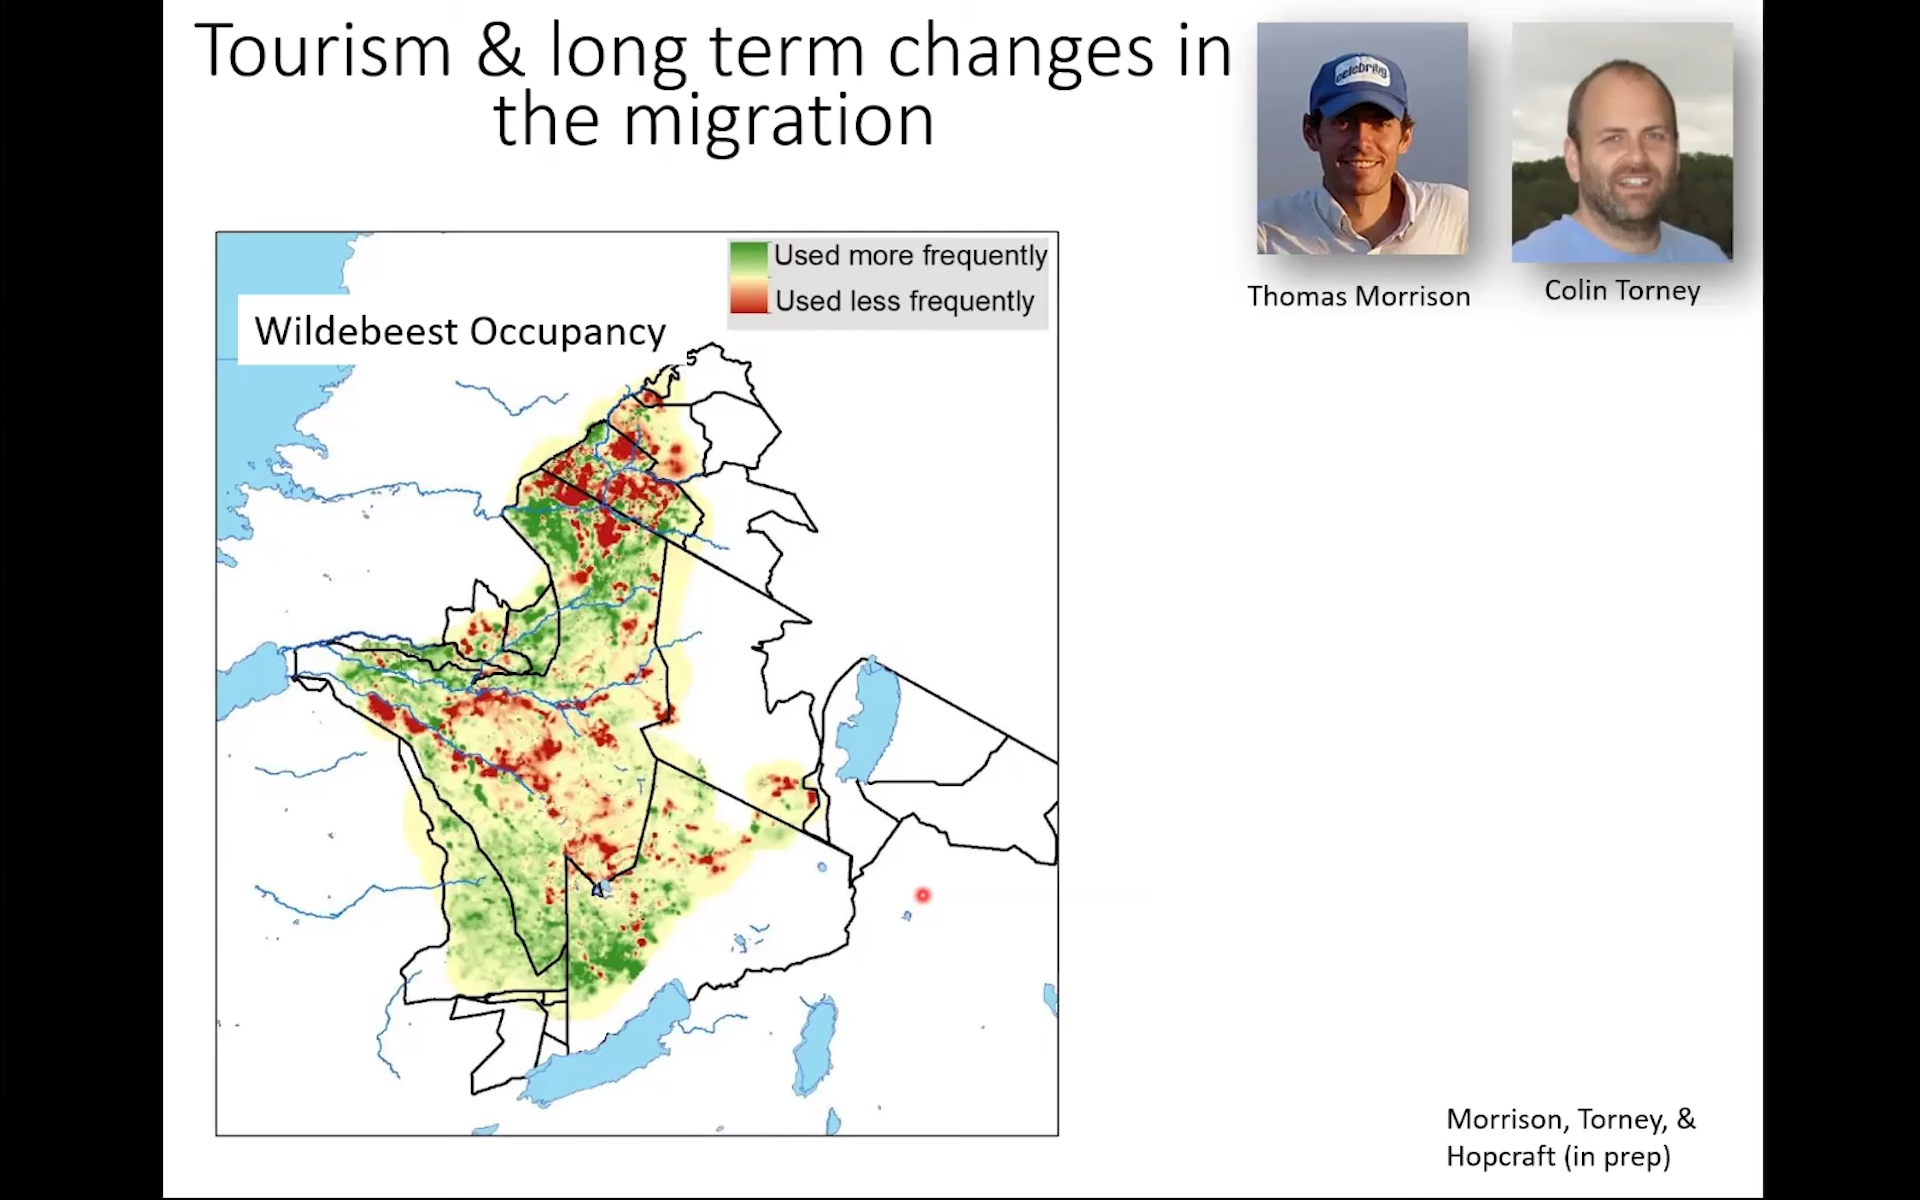 Tourism & long term changes in
the migration
celebrity
Thomas Morrison
Colin Torney
Used more frequently
Used less frequently
Wildebeest Occupancy
Morrison, Torney, &
Hopcraft (in prep)